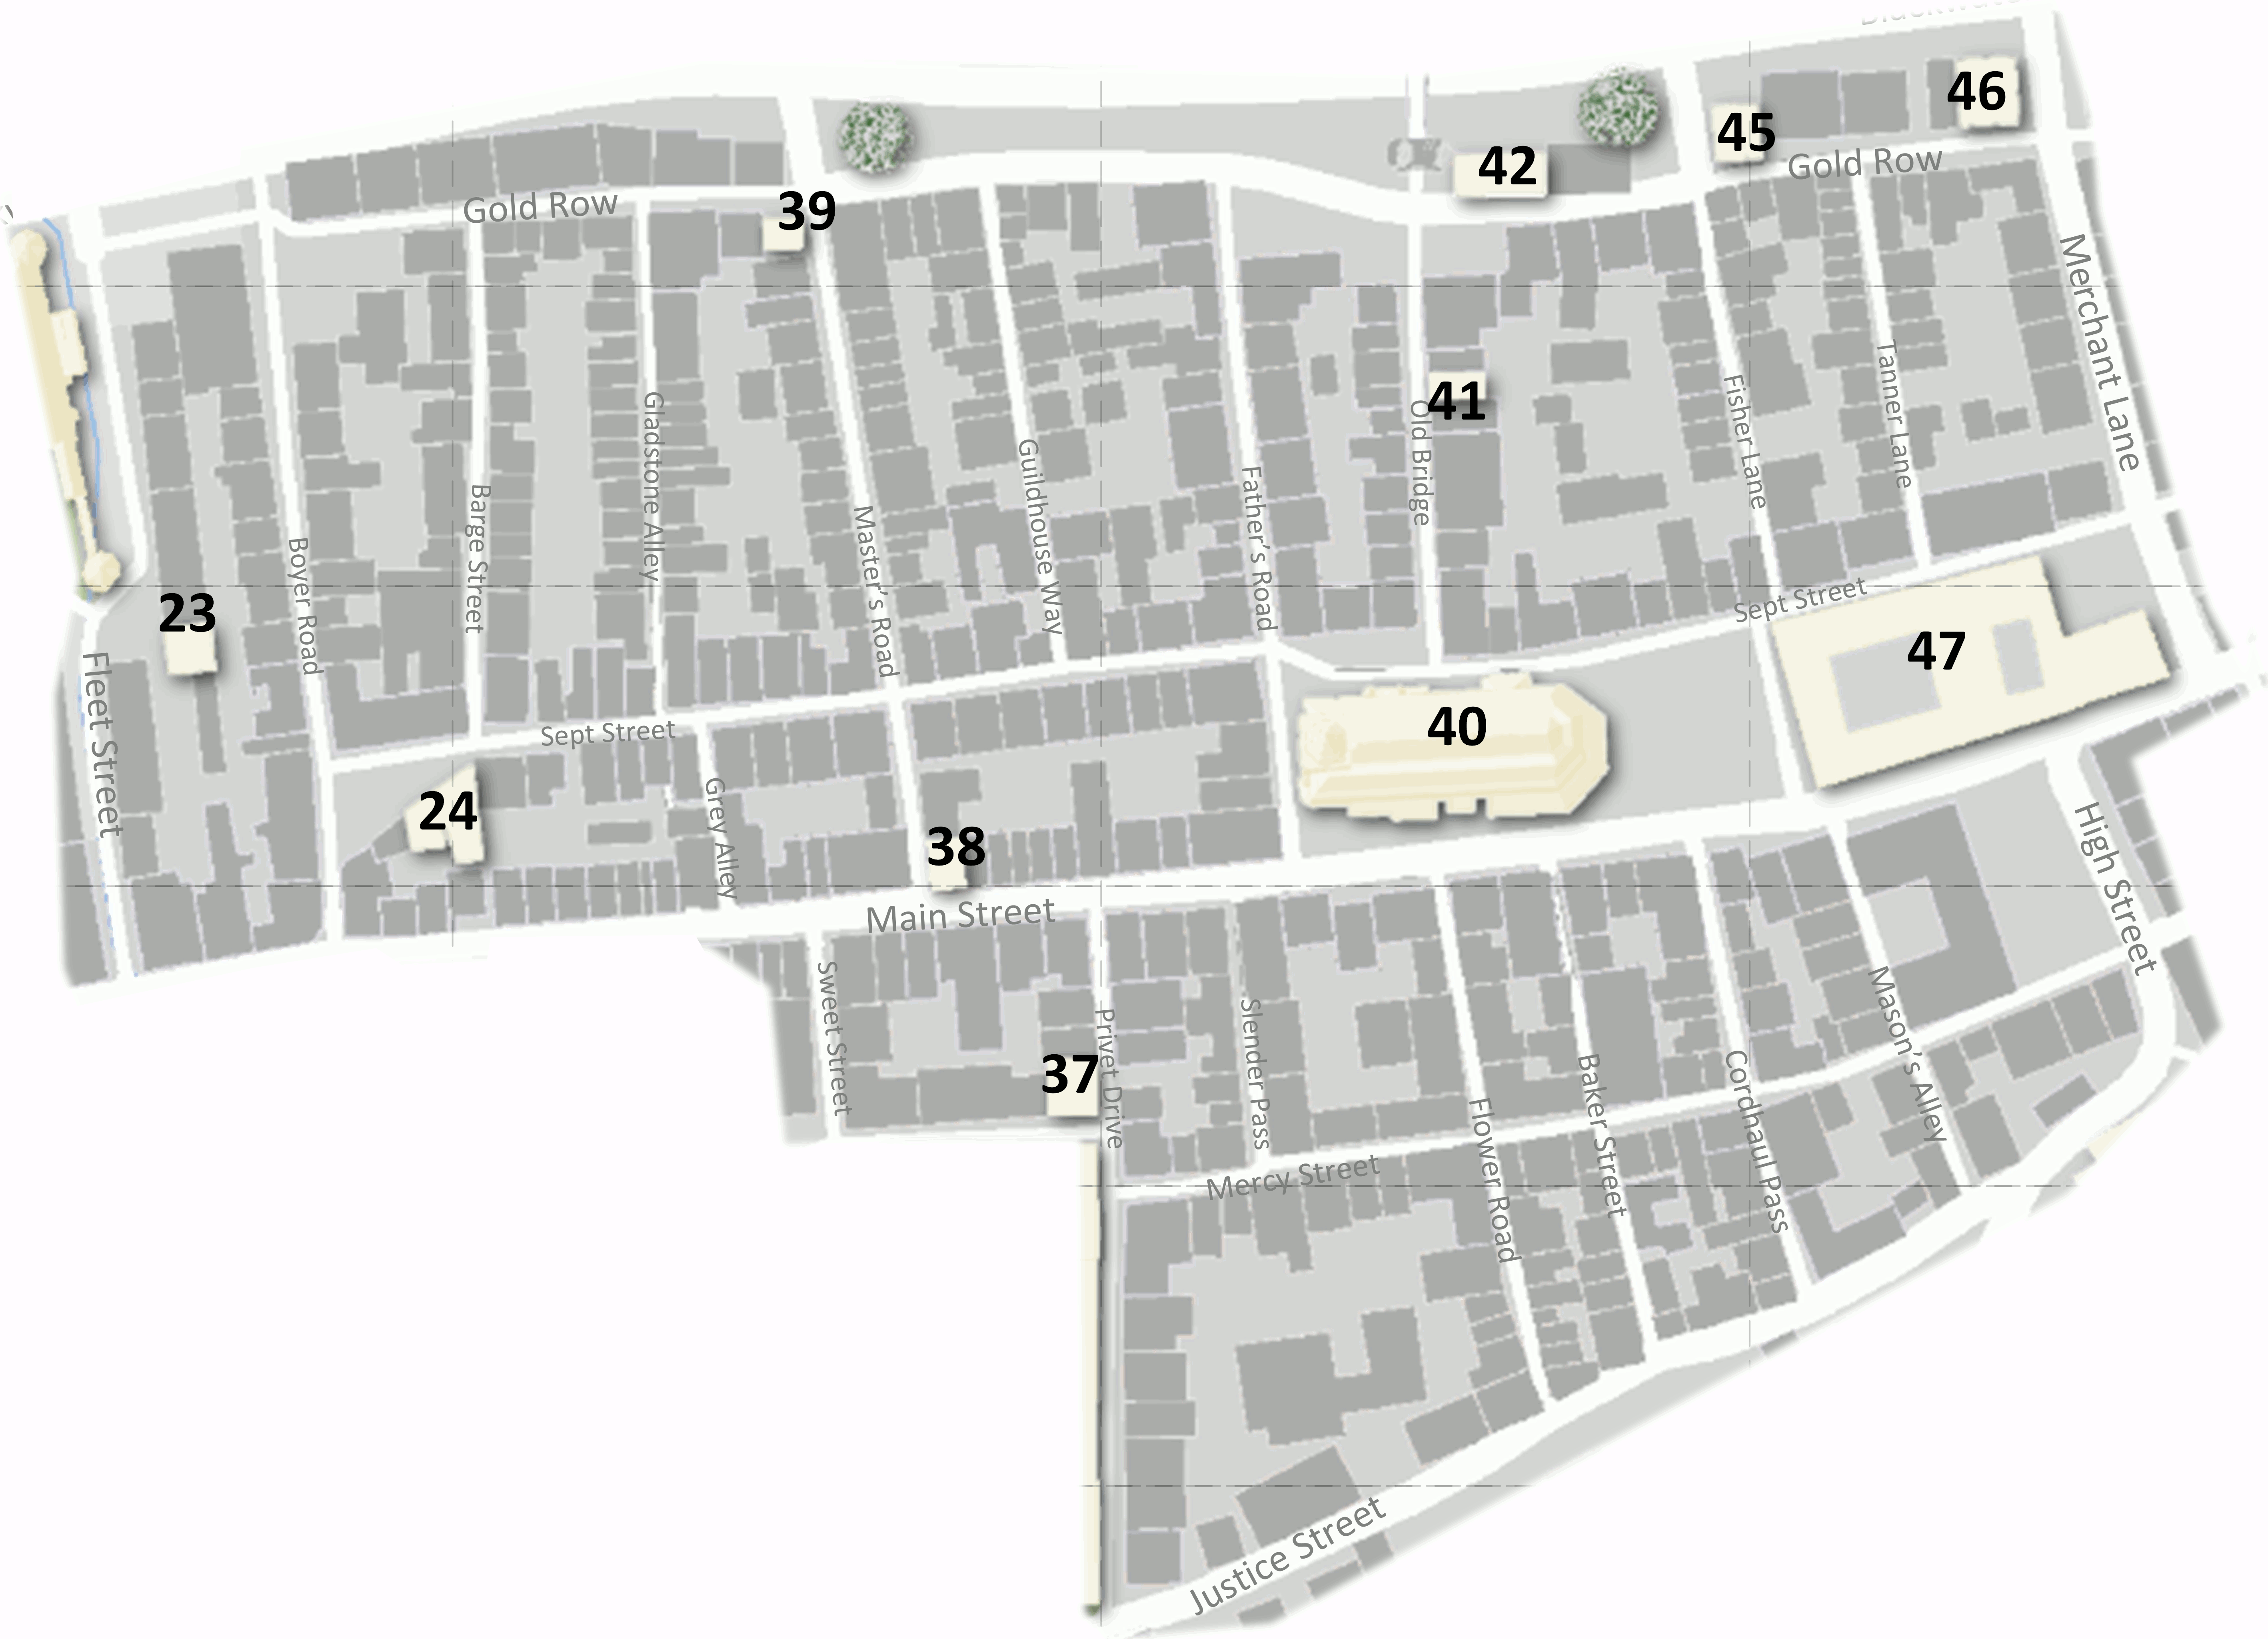 46
45
42
Gold Row
Gold Row
39
Merchant Lane
41
Tanner Lane
Fisher Lane
Old Bridge
Gladstone Alley
Guildhouse Way
Father's Road
Barge Street
Master's Road
Boyer Road
23
Sept Street
47
Fleet Street
Sept Street
40
24
Grey Alley
38
High Street
Main Street
Sweet Street
37
Privet Drive
Slender Pass
Mason's Alley
Baker Street
Cordhaul Pass
Flower Road
Mercy Street
Justice Street